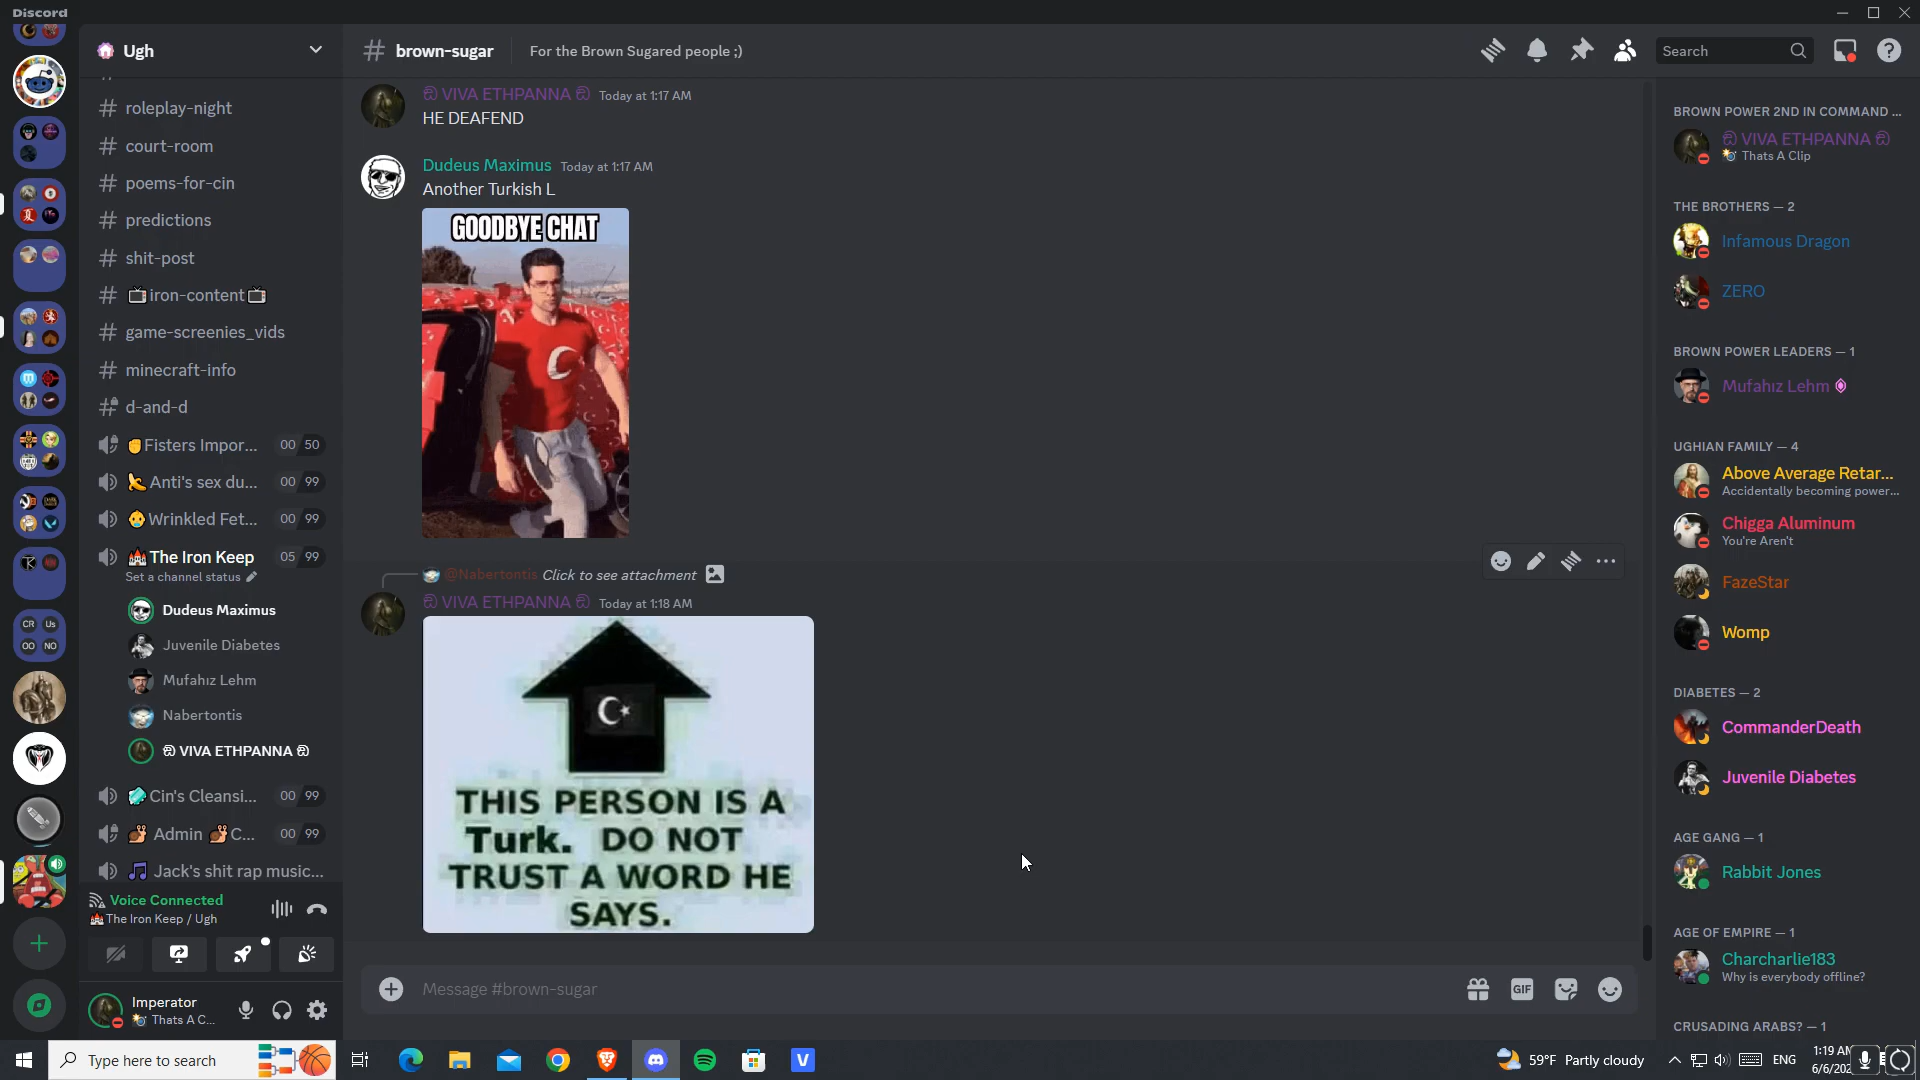 Discord
Ugh
brown-sugar
For the Brown Sugared people ;)
Search
roleplay-night
court-room
poems-for-cin
predictions
shit-post
iron-content
game-screenies_vids
minecraft-info
d-and-d
Fisters Impor... 00 50
Anti's sex du... 00 99
Wrinkled Fet... 00 99
The Iron Keep 05 99
Set a channel status
Dudeus Maximus
Juvenile Diabetes
Mufahız Lehm
Nabertontis
VIVA ETHPANNA
Cin's Cleansi... 00 99
Admin C... 00 99
Jack's shit rap music...
Voice Connected
The Iron Keep / Ugh
Imperator
Thats A C...
CR Us
OO NO
VIVA ETHPANNA Today at 1:17 AM
HE DEAFEND
Dudeus Maximus Today at 1:17 AM
Another Turkish L
GOODBYE CHAT
@Nabertontis Click to see attachment
VIVA ETHPANNA Today at 1:18 AM
THIS PERSON IS A
Turk. DO NOT
TRUST A WORD HE
SAYS.
Message #brown-sugar
GIF
BROWN POWER 2ND IN COMMAND ...
VIVA ETHPANNA
Thats A Clip
THE BROTHERS — 2
Infamous Dragon
ZERO
BROWN POWER LEADERS — 1
Mufahız Lehm
UGHIAN FAMILY — 4
Above Average Retar...
Accidentally becoming power...
Chigga Aluminum
You're Aren't
FazeStar
Womp
DIABETES — 2
CommanderDeath
Juvenile Diabetes
AGE GANG — 1
Rabbit Jones
AGE OF EMPIRE — 1
Charcharlie183
Why is everybody offline?
CRUSADING ARABS? — 1
Type here to search
59°F Partly cloudy
ENG
1:19 AM
6/6/202